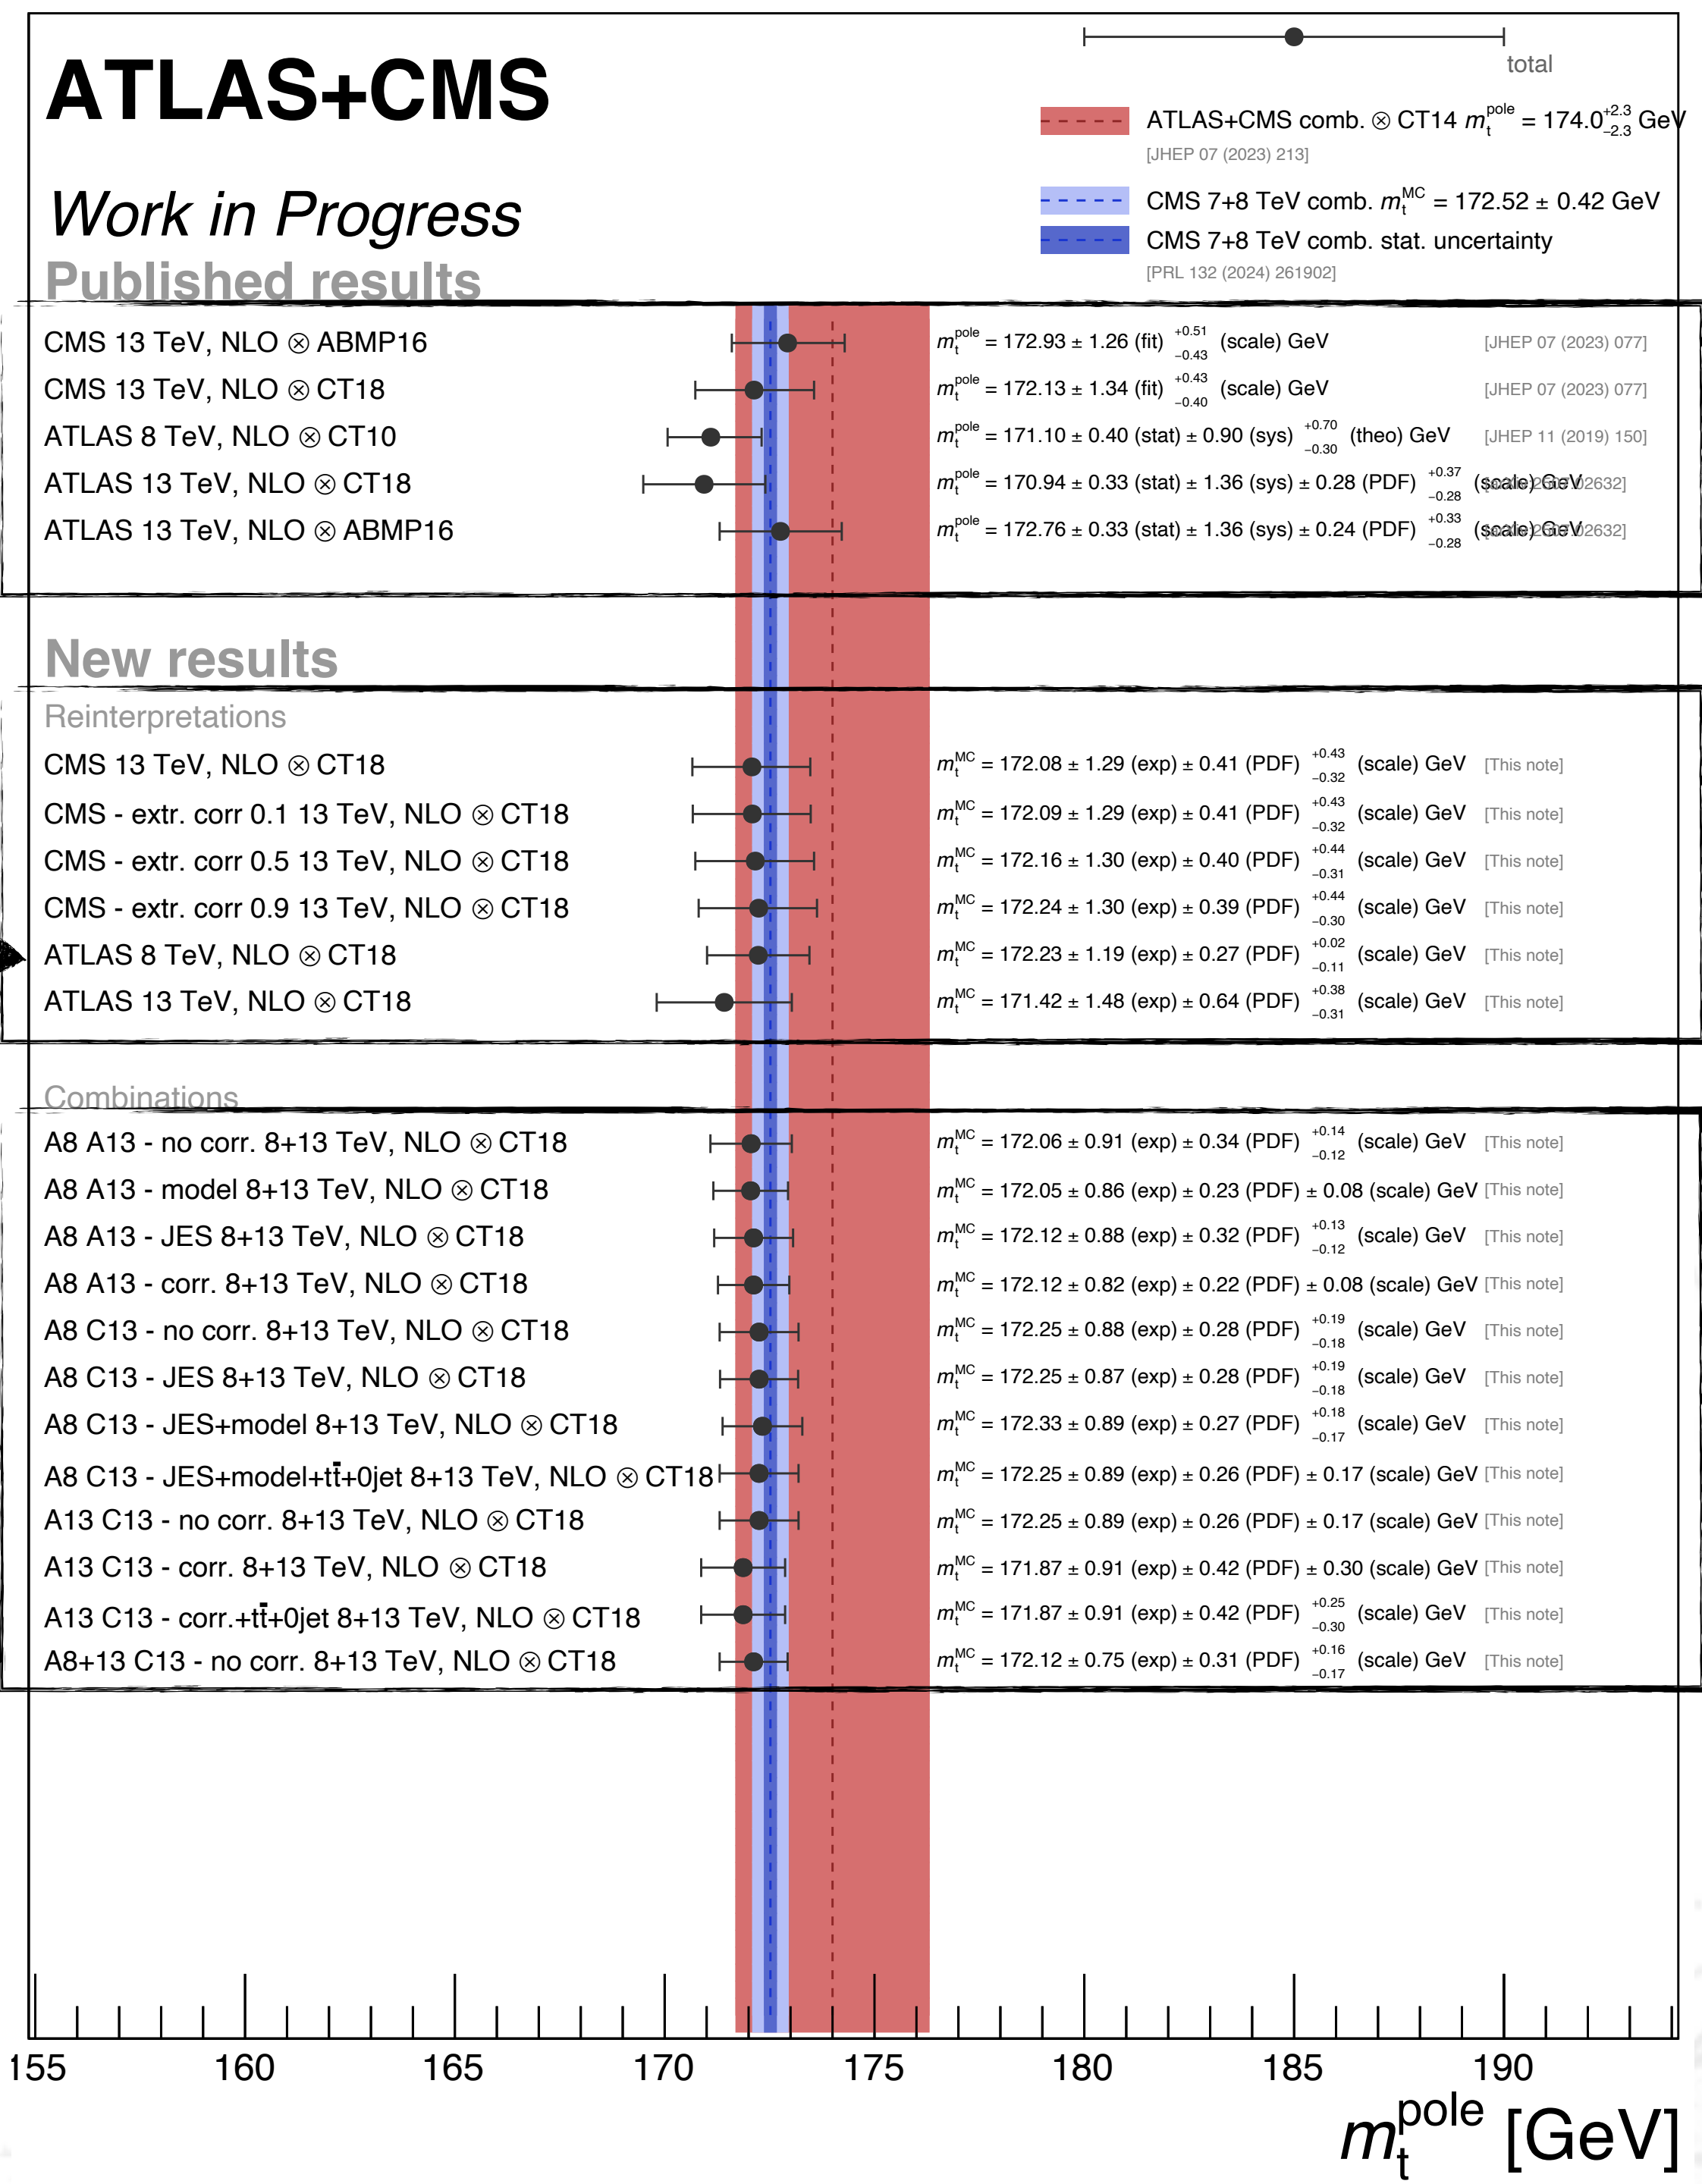 total
ATLAS+CMS
ATLAS+CMS comb. ⊗ CT14 m_t^pole = 174.0 +2.3 −2.3 GeV
[JHEP 07 (2023) 213]
Work in Progress
CMS 7+8 TeV comb. m_t^MC = 172.52 ± 0.42 GeV
CMS 7+8 TeV comb. stat. uncertainty
[PRL 132 (2024) 261902]
Published results
CMS 13 TeV, NLO ⊗ ABMP16 m_t^pole = 172.93 ± 1.26 (fit) +0.51 −0.43 (scale) GeV [JHEP 07 (2023) 077]
CMS 13 TeV, NLO ⊗ CT18 m_t^pole = 172.13 ± 1.34 (fit) +0.43 −0.40 (scale) GeV [JHEP 07 (2023) 077]
ATLAS 8 TeV, NLO ⊗ CT10 m_t^pole = 171.10 ± 0.40 (stat) ± 0.90 (sys) +0.70 −0.30 (theo) GeV [JHEP 11 (2019) 150]
ATLAS 13 TeV, NLO ⊗ CT18 m_t^pole = 170.94 ± 0.33 (stat) ± 1.36 (sys) ± 0.28 (PDF) +0.37 −0.28 (scale) GeV
ATLAS 13 TeV, NLO ⊗ ABMP16 m_t^pole = 172.76 ± 0.33 (stat) ± 1.36 (sys) ± 0.24 (PDF) +0.33 −0.28 (scale) GeV
New results
Reinterpretations
CMS 13 TeV, NLO ⊗ CT18 m_t^MC = 172.08 ± 1.29 (exp) ± 0.41 (PDF) +0.43 −0.32 (scale) GeV [This note]
CMS - extr. corr 0.1 13 TeV, NLO ⊗ CT18 m_t^MC = 172.09 ± 1.29 (exp) ± 0.41 (PDF) +0.43 −0.32 (scale) GeV [This note]
CMS - extr. corr 0.5 13 TeV, NLO ⊗ CT18 m_t^MC = 172.16 ± 1.30 (exp) ± 0.40 (PDF) +0.44 −0.31 (scale) GeV [This note]
CMS - extr. corr 0.9 13 TeV, NLO ⊗ CT18 m_t^MC = 172.24 ± 1.30 (exp) ± 0.39 (PDF) +0.44 −0.30 (scale) GeV [This note]
ATLAS 8 TeV, NLO ⊗ CT18 m_t^MC = 172.23 ± 1.19 (exp) ± 0.27 (PDF) +0.02 −0.11 (scale) GeV [This note]
ATLAS 13 TeV, NLO ⊗ CT18 m_t^MC = 171.42 ± 1.48 (exp) ± 0.64 (PDF) +0.38 −0.31 (scale) GeV [This note]
Combinations
A8 A13 - no corr. 8+13 TeV, NLO ⊗ CT18 m_t^MC = 172.06 ± 0.91 (exp) ± 0.34 (PDF) +0.14 −0.12 (scale) GeV [This note]
A8 A13 - model 8+13 TeV, NLO ⊗ CT18 m_t^MC = 172.05 ± 0.86 (exp) ± 0.23 (PDF) ± 0.08 (scale) GeV [This note]
A8 A13 - JES 8+13 TeV, NLO ⊗ CT18 m_t^MC = 172.12 ± 0.88 (exp) ± 0.32 (PDF) +0.13 −0.12 (scale) GeV [This note]
A8 A13 - corr. 8+13 TeV, NLO ⊗ CT18 m_t^MC = 172.12 ± 0.82 (exp) ± 0.22 (PDF) ± 0.08 (scale) GeV [This note]
A8 C13 - no corr. 8+13 TeV, NLO ⊗ CT18 m_t^MC = 172.25 ± 0.88 (exp) ± 0.28 (PDF) +0.19 −0.18 (scale) GeV [This note]
A8 C13 - JES 8+13 TeV, NLO ⊗ CT18 m_t^MC = 172.25 ± 0.87 (exp) ± 0.28 (PDF) +0.19 −0.18 (scale) GeV [This note]
A8 C13 - JES+model 8+13 TeV, NLO ⊗ CT18 m_t^MC = 172.33 ± 0.89 (exp) ± 0.27 (PDF) +0.18 −0.17 (scale) GeV [This note]
A8 C13 - JES+model+tt̄+0jet 8+13 TeV, NLO ⊗ CT18 m_t^MC = 172.25 ± 0.89 (exp) ± 0.26 (PDF) ± 0.17 (scale) GeV [This note]
A13 C13 - no corr. 8+13 TeV, NLO ⊗ CT18 m_t^MC = 172.25 ± 0.89 (exp) ± 0.26 (PDF) ± 0.17 (scale) GeV [This note]
A13 C13 - corr. 8+13 TeV, NLO ⊗ CT18 m_t^MC = 171.87 ± 0.91 (exp) ± 0.42 (PDF) ± 0.30 (scale) GeV [This note]
A13 C13 - corr.+tt̄+0jet 8+13 TeV, NLO ⊗ CT18 m_t^MC = 171.87 ± 0.91 (exp) ± 0.42 (PDF) +0.25 −0.30 (scale) GeV [This note]
A8+13 C13 - no corr. 8+13 TeV, NLO ⊗ CT18 m_t^MC = 172.12 ± 0.75 (exp) ± 0.31 (PDF) +0.16 −0.17 (scale) GeV [This note]
155 160 165 170 175 180 185 190
m_t^pole [GeV]